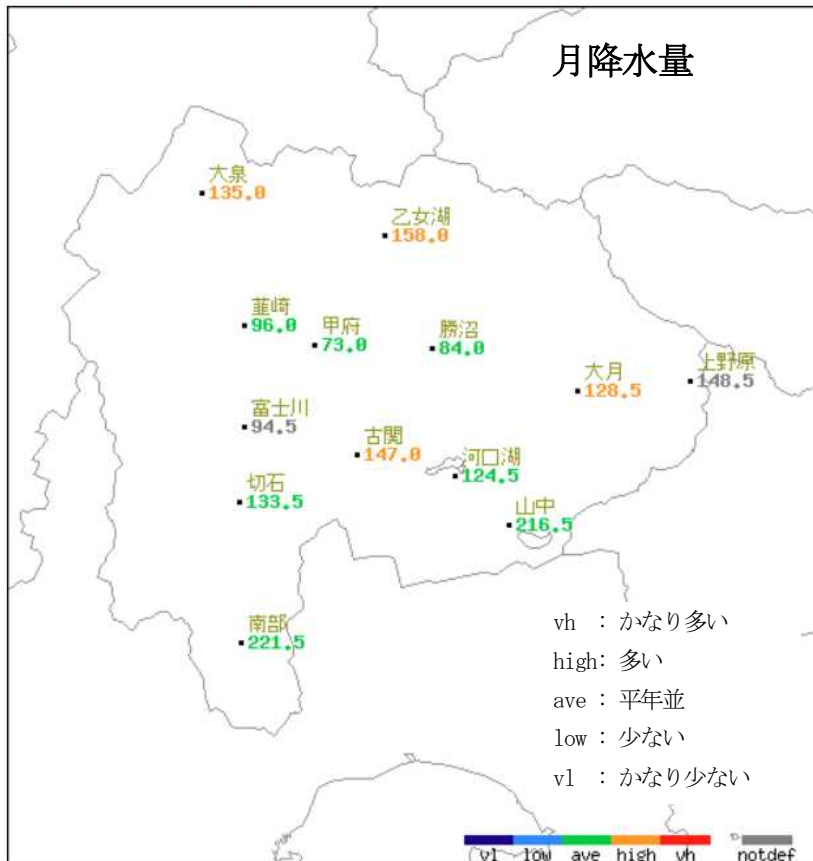 月降水量
大泉
135.0
乙女湖
158.0
韮崎
96.0
甲府
73.0
勝沼
84.0
大月
128.5
上野原
148.5
富士川
94.5
古関
147.0
河口湖
124.5
切石
133.5
山中
216.5
南部
221.5
vh : かなり多い
high: 多い
ave : 平年並
low : 少ない
vl : かなり少ない
vl low ave high vh notdef